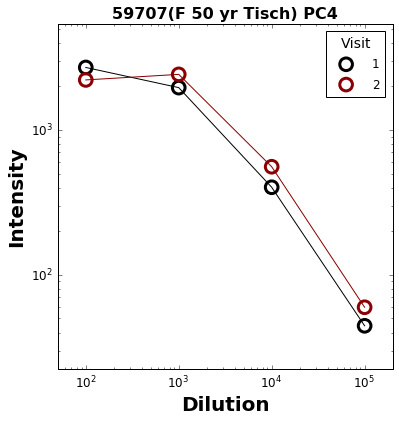 59707(F 50 yr Tisch) PC4
Visit
1
2
Intensity
10³
10²
10² 10³ 10⁴ 10⁵
Dilution